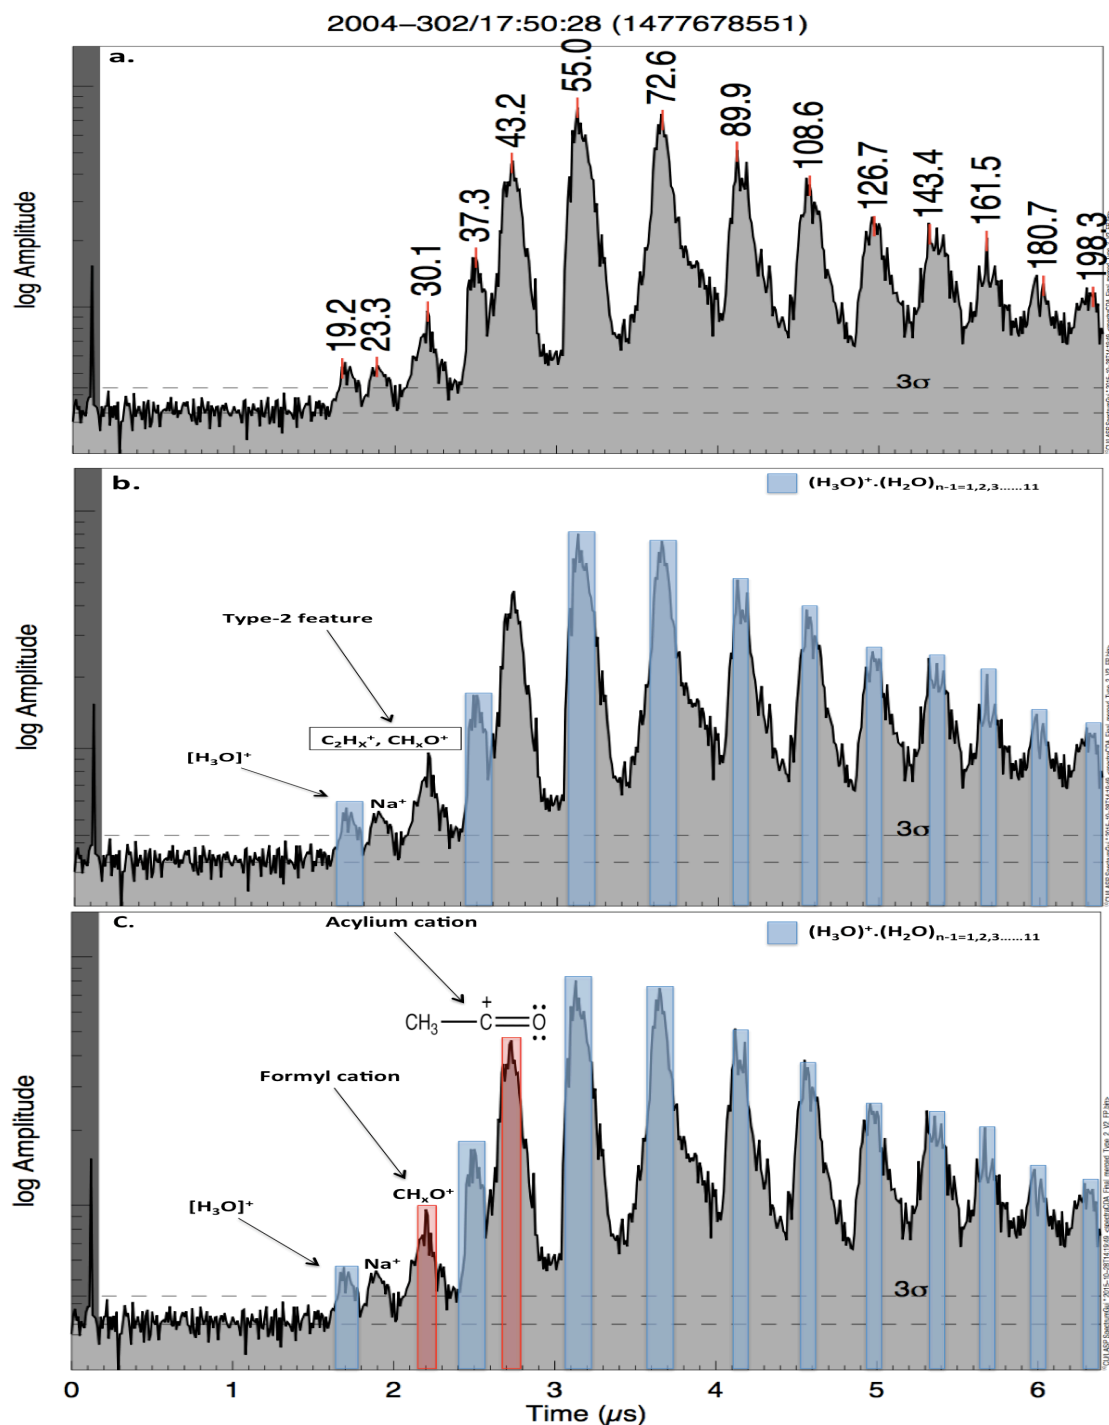 2004–302/17:50:28 (1477678551)
a.
19.2
23.3
30.1
37.3
43.2
55.0
72.6
89.9
108.6
126.7
143.4
161.5
180.7
198.3
log Amplitude
3σ
b.
(H₃O)⁺.(H₂O)ₙ₋₁₌₁,₂,₃......₁₁
Type-2 feature
C₂Hₓ⁺, CHₓO⁺
[H₃O]⁺
Na⁺
log Amplitude
3σ
c.
Acylium cation
(H₃O)⁺.(H₂O)ₙ₋₁₌₁,₂,₃......₁₁
+
CH₃—C=O
Formyl cation
CHₓO⁺
[H₃O]⁺
Na⁺
log Amplitude
3σ
0 1 2 3 4 5 6
Time (µs)